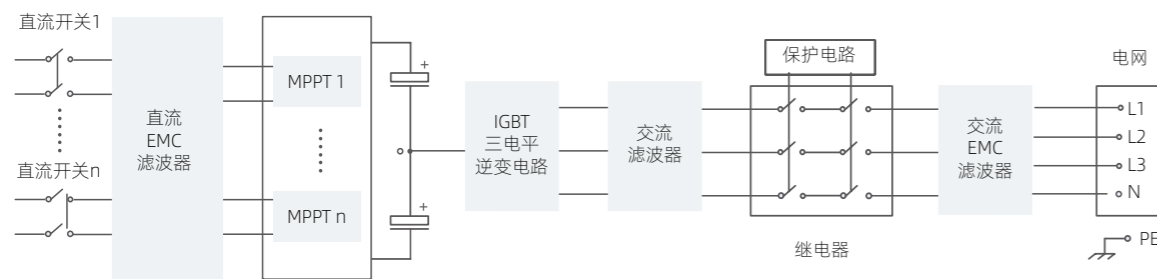 直流开关1
直流开关n
直流
EMC
滤波器
MPPT 1
MPPT n
+
+
IGBT
三电平
逆变电路
交流
滤波器
保护电路
继电器
交流
EMC
滤波器
电网
L1
L2
L3
N
PE